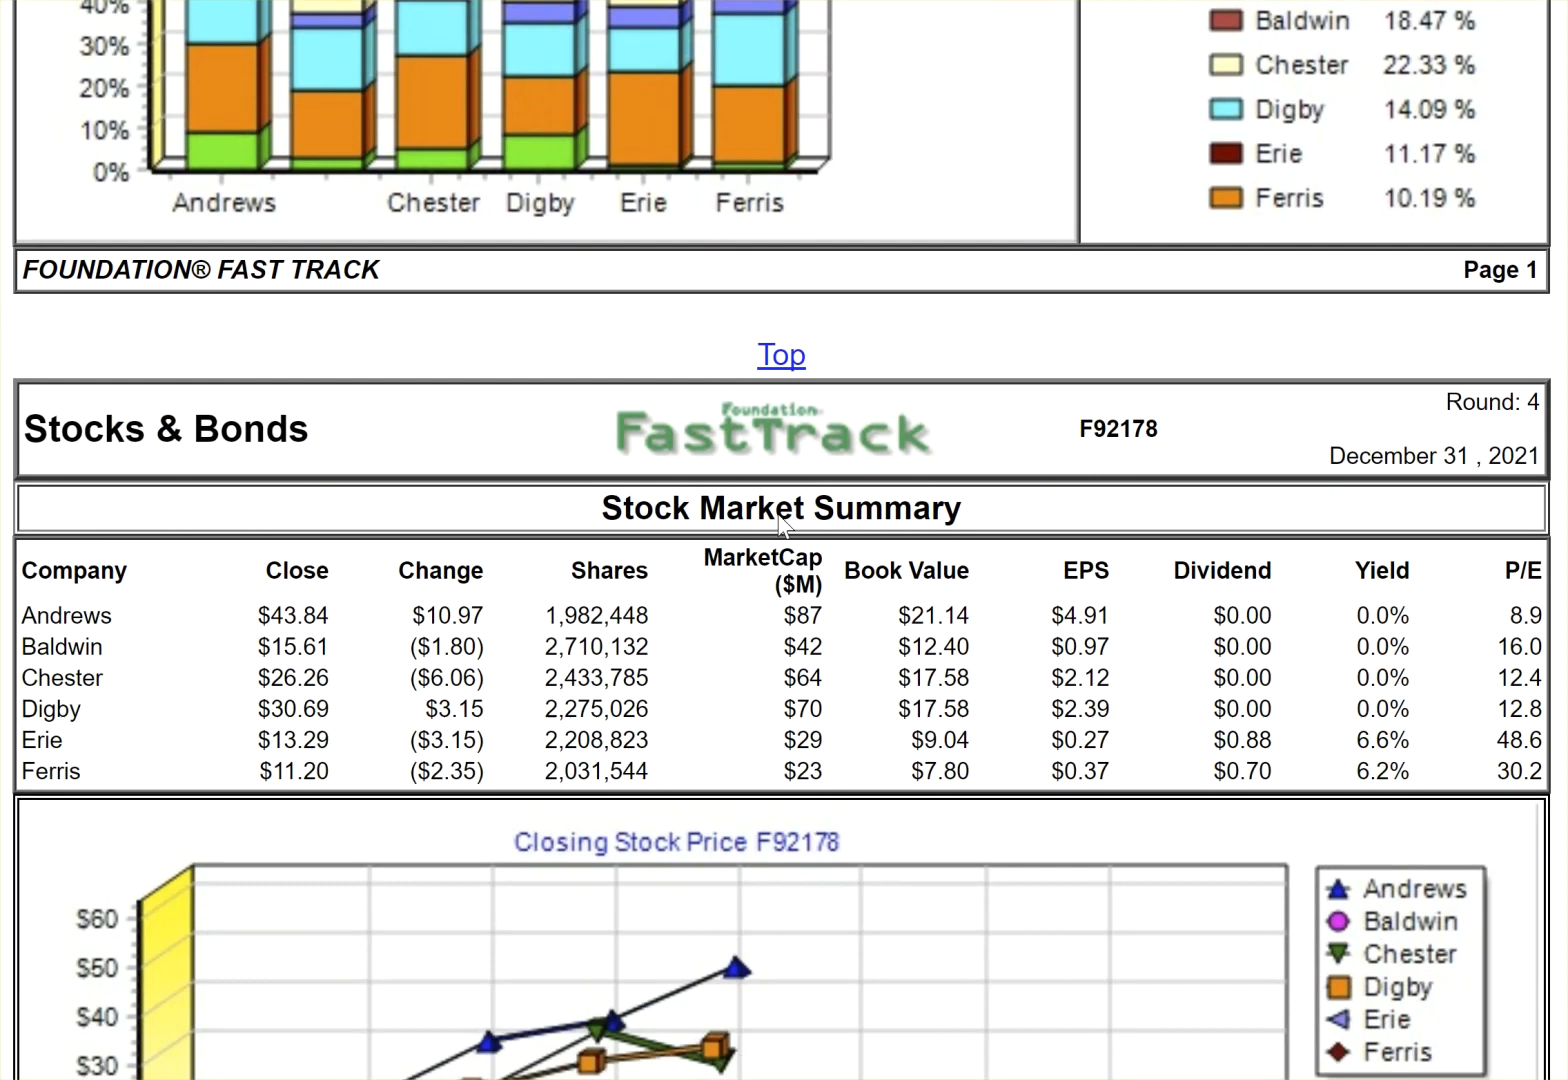 40%
30%
20%
10%
0%
Andrews Chester Digby Erie Ferris
Baldwin 18.47 %
Chester 22.33 %
Digby 14.09 %
Erie 11.17 %
Ferris 10.19 %
FOUNDATION® FAST TRACK Page 1
Top
Stocks & Bonds
Foundation
FastTrack
F92178
Round: 4
December 31 , 2021
Stock Market Summary
Company Close Change Shares MarketCap ($M) Book Value EPS Dividend Yield P/E
Andrews $43.84 $10.97 1,982,448 $87 $21.14 $4.91 $0.00 0.0% 8.9
Baldwin $15.61 ($1.80) 2,710,132 $42 $12.40 $0.97 $0.00 0.0% 16.0
Chester $26.26 ($6.06) 2,433,785 $64 $17.58 $2.12 $0.00 0.0% 12.4
Digby $30.69 $3.15 2,275,026 $70 $17.58 $2.39 $0.00 0.0% 12.8
Erie $13.29 ($3.15) 2,208,823 $29 $9.04 $0.27 $0.88 6.6% 48.6
Ferris $11.20 ($2.35) 2,031,544 $23 $7.80 $0.37 $0.70 6.2% 30.2
Closing Stock Price F92178
$60
$50
$40
$30
Andrews
Baldwin
Chester
Digby
Erie
Ferris